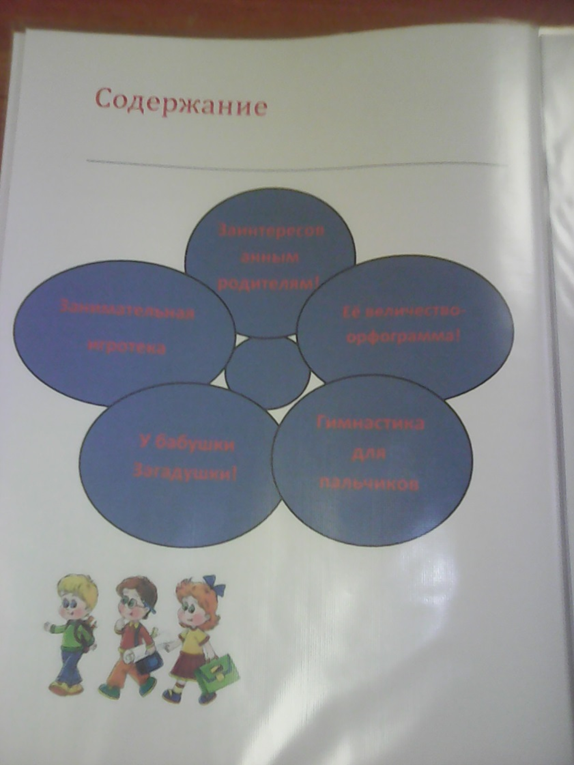 Содержание
Заинтересов
анным
родителям!
Занимательная
игротека
Её величество-
орфограмма!
У бабушки
Загадушки!
Гимнастика
для
пальчиков